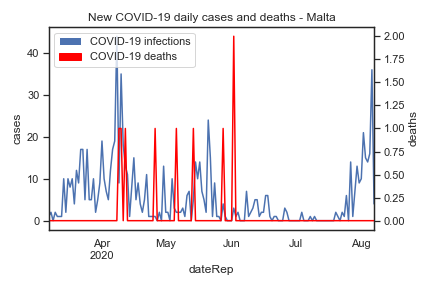 New COVID-19 daily cases and deaths - Malta
COVID-19 infections
COVID-19 deaths
40
30
20
10
0
cases
2.00
1.75
1.50
1.25
1.00
0.75
0.50
0.25
0.00
deaths
Apr
2020
May
Jun
Jul
Aug
dateRep